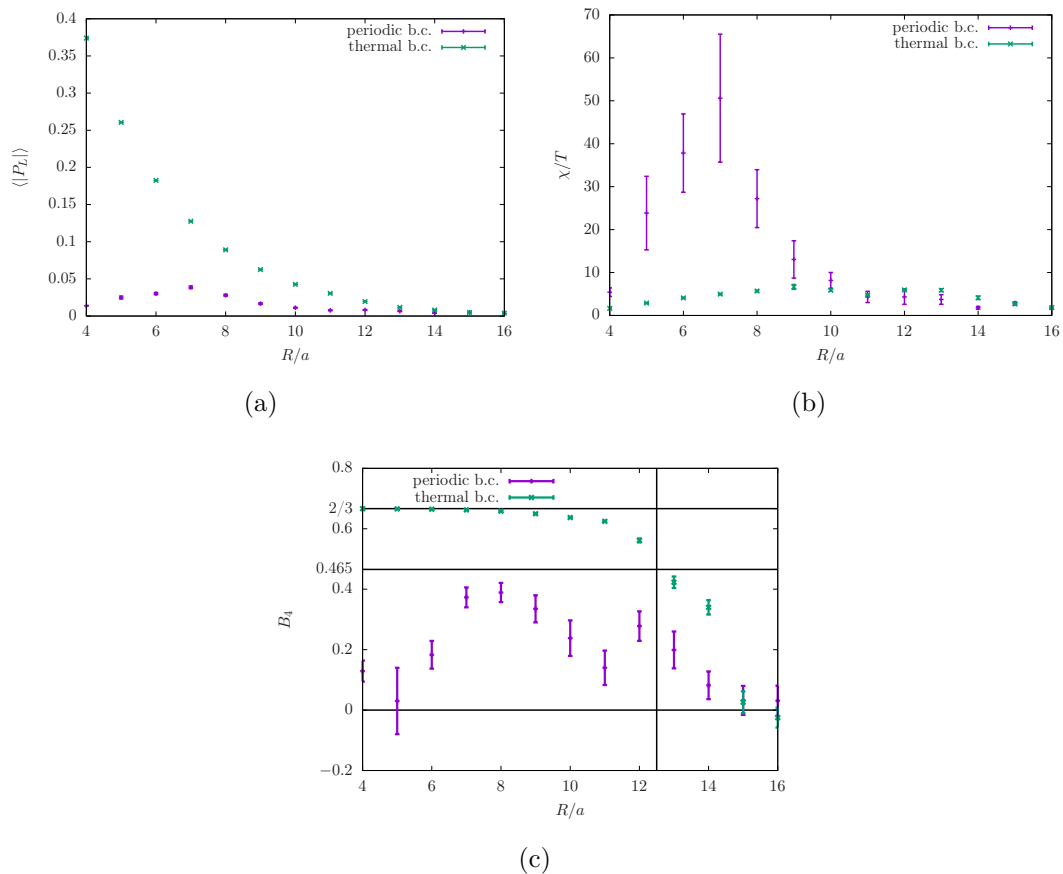 0.4
0.35
0.3
0.25
0.2
0.15
0.1
0.05
0
⟨|P_L|⟩
periodic b.c.
thermal b.c.
4 6 8 10 12 14 16
R/a
(a)
70
60
50
40
30
20
10
0
χ/T
periodic b.c.
thermal b.c.
4 6 8 10 12 14 16
R/a
(b)
0.8
2/3
0.6
0.465
0.4
0.2
0
−0.2
B_4
periodic b.c.
thermal b.c.
4 6 8 10 12 14 16
R/a
(c)